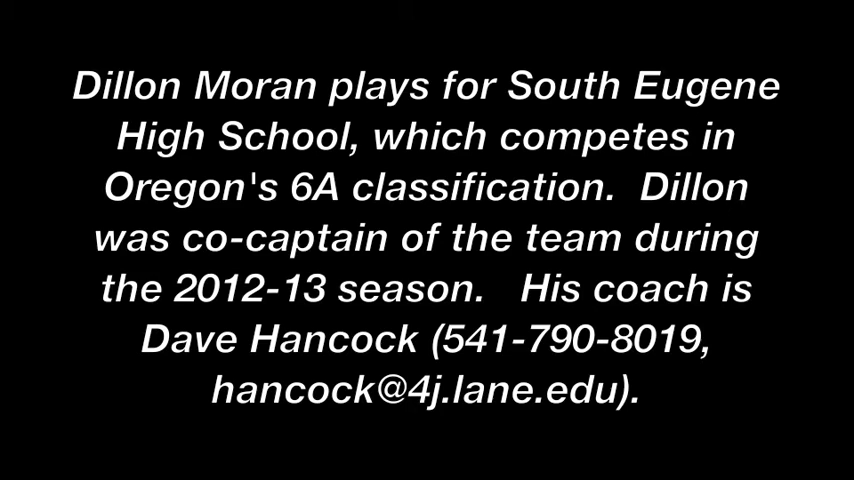 Dillon Moran plays for South Eugene
High School, which competes in
Oregon's 6A classification.  Dillon
was co-captain of the team during
the 2012-13 season.   His coach is
Dave Hancock (541-790-8019,
hancock@4j.lane.edu).